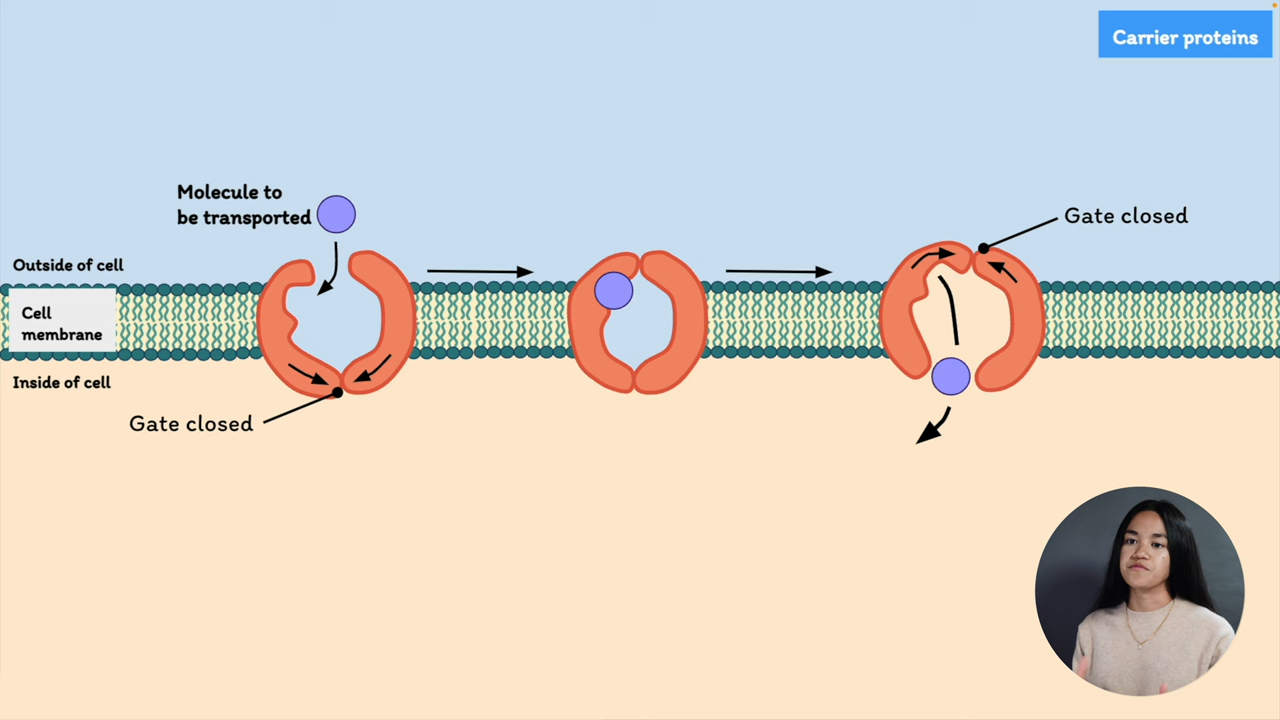 Carrier proteins
Molecule to
be transported
Gate closed
Outside of cell
Cell
membrane
Inside of cell
Gate closed